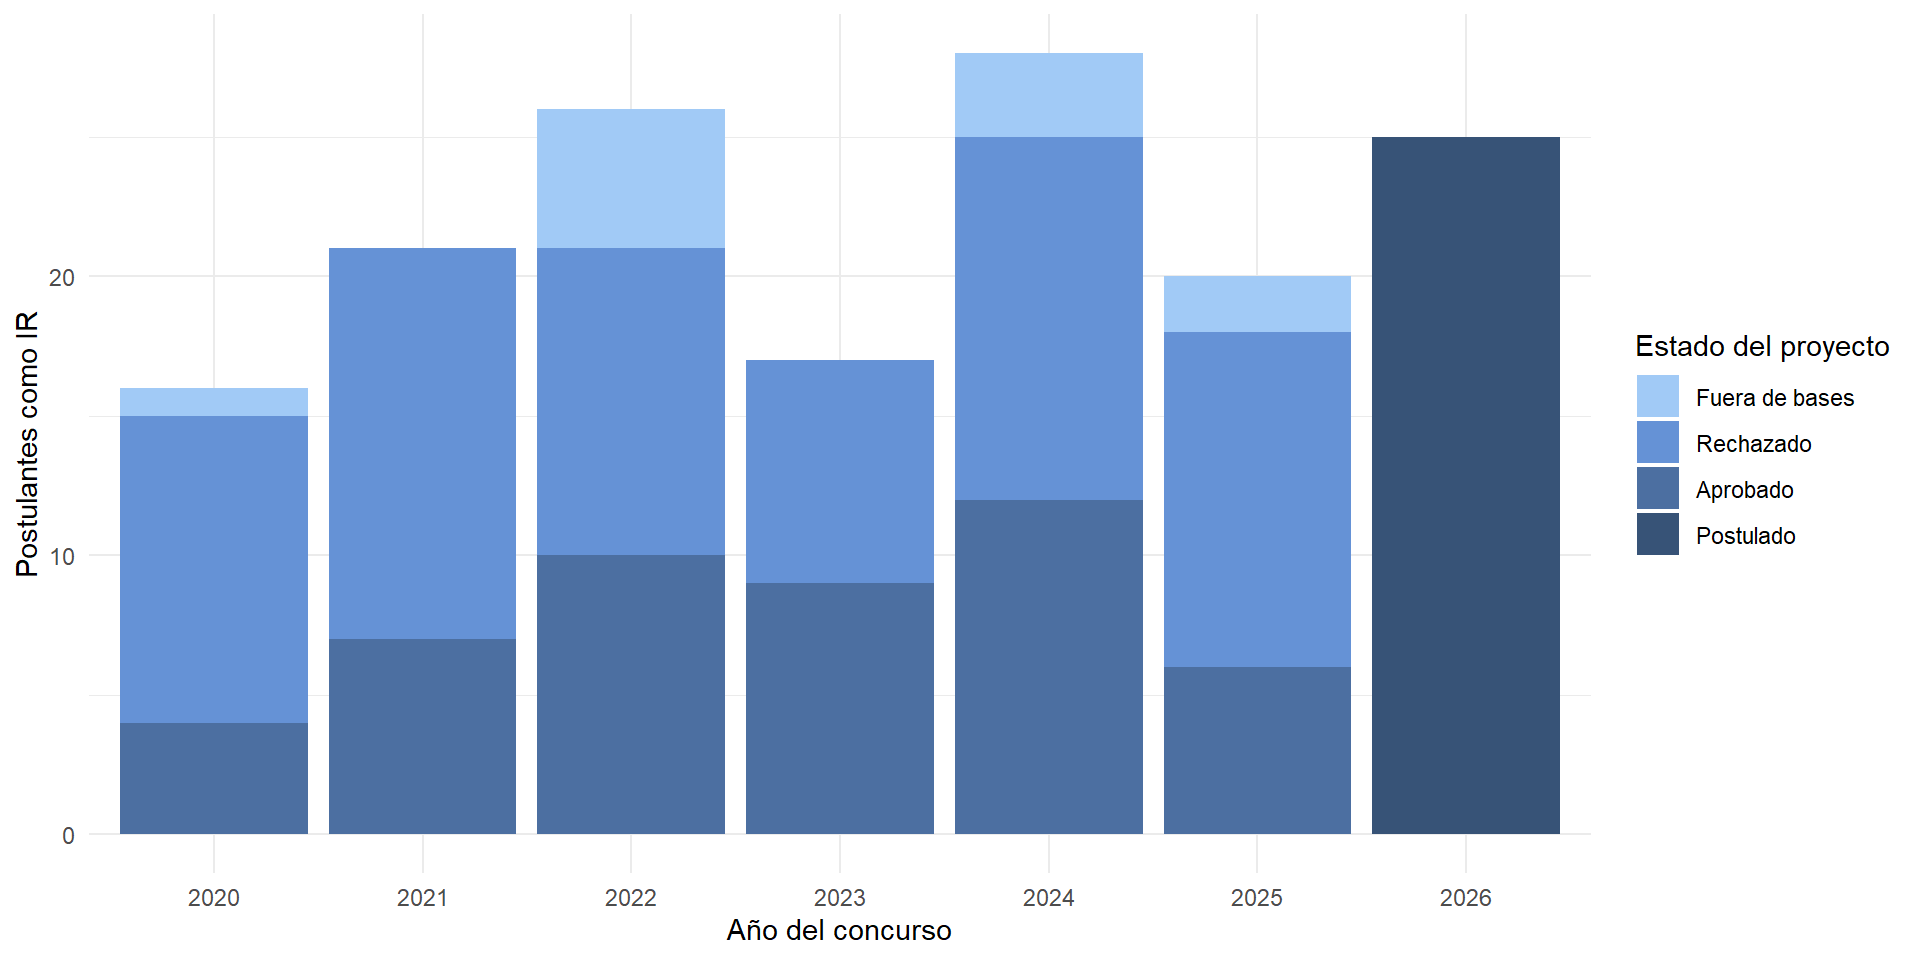 Postulantes como IR
20
10
0
2020
2021
2022
2023
2024
2025
2026
Año del concurso
Estado del proyecto
Fuera de bases
Rechazado
Aprobado
Postulado